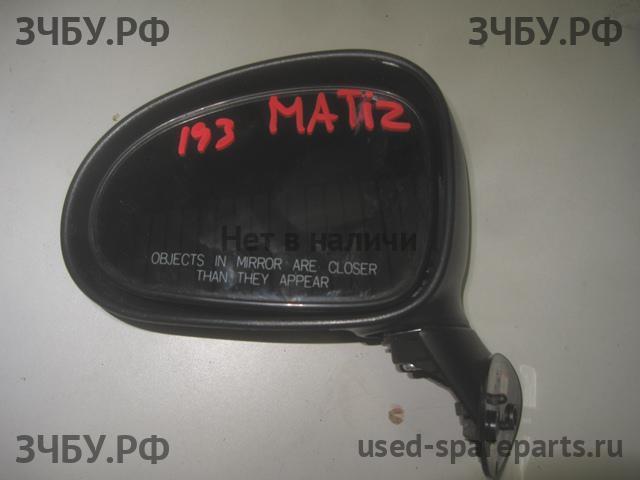 ЗЧБУ.РФ ЗЧБУ.РФ
193 MATiz
Нет в наличии
OBJECTS IN MIRROR ARE CLOSER
THAN THEY APPEAR
ЗЧБУ.РФ
used-spareparts.ru